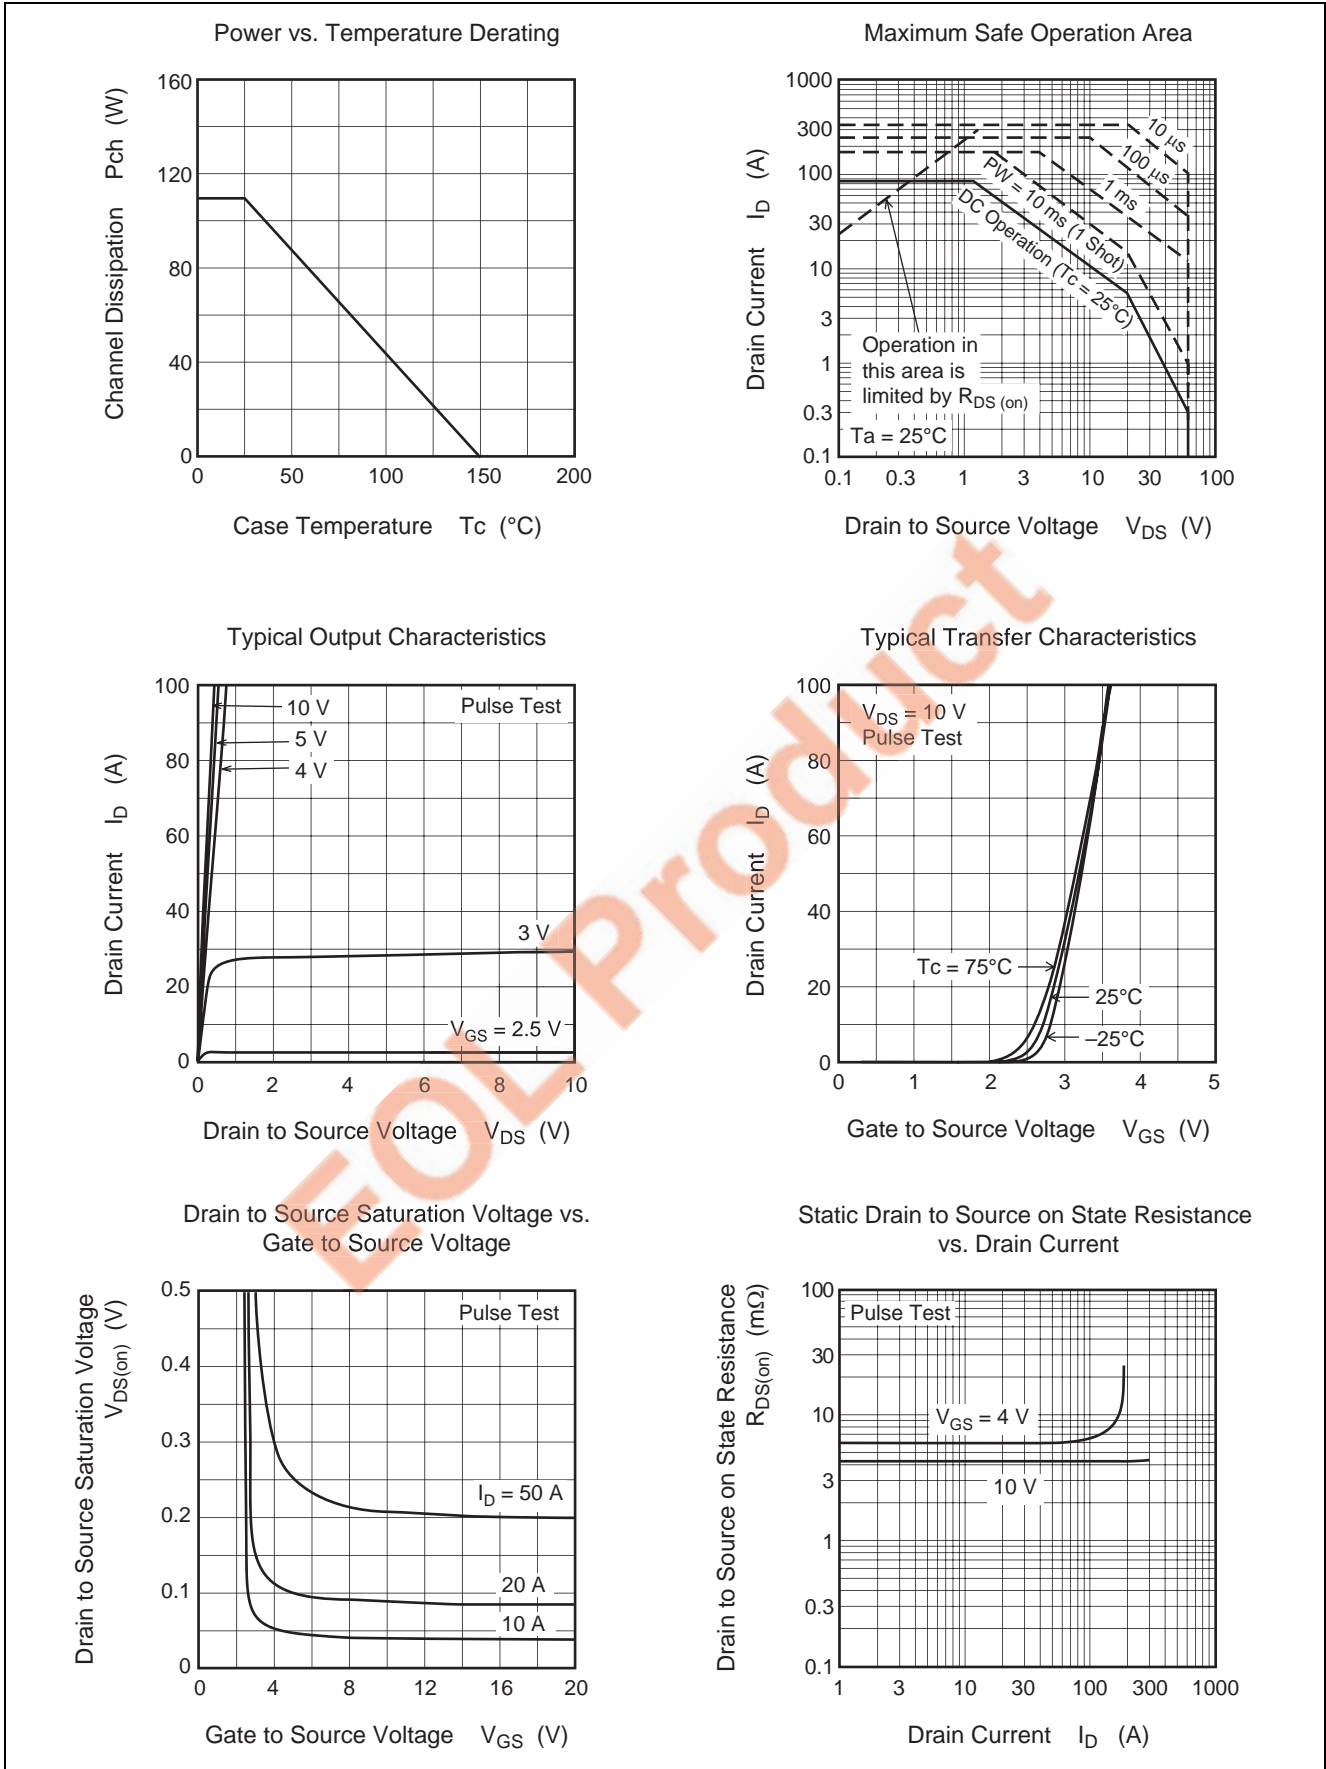 Power vs. Temperature Derating
160
120
80
40
0
0 50 100 150 200
Channel Dissipation Pch (W)
Case Temperature Tc (°C)
Maximum Safe Operation Area
1000
300
100
30
10
3
1
0.3
0.1
0.1 0.3 1 3 10 30 100
Drain Current ID (A)
Drain to Source Voltage VDS (V)
10 μs
100 μs
1 ms
PW = 10 ms (1 Shot)
DC Operation (Tc = 25°C)
Operation in
this area is
limited by RDS (on)
Ta = 25°C
Typical Output Characteristics
100
80
60
40
20
0
0 2 4 6 8 10
Drain Current ID (A)
Drain to Source Voltage VDS (V)
Pulse Test
10 V
5 V
4 V
3 V
VGS = 2.5 V
Typical Transfer Characteristics
100
80
60
40
20
0
0 1 2 3 4 5
Drain Current ID (A)
Gate to Source Voltage VGS (V)
VDS = 10 V
Pulse Test
Tc = 75°C
25°C
–25°C
EOL Product
Drain to Source Saturation Voltage vs.
Gate to Source Voltage
0.5
0.4
0.3
0.2
0.1
0
0 4 8 12 16 20
Drain to Source Saturation Voltage
VDS(on) (V)
Gate to Source Voltage VGS (V)
Pulse Test
ID = 50 A
20 A
10 A
Static Drain to Source on State Resistance
vs. Drain Current
100
30
10
3
1
0.3
0.1
1 3 10 30 100 300 1000
Drain to Source on State Resistance
RDS(on) (mΩ)
Drain Current ID (A)
Pulse Test
VGS = 4 V
10 V